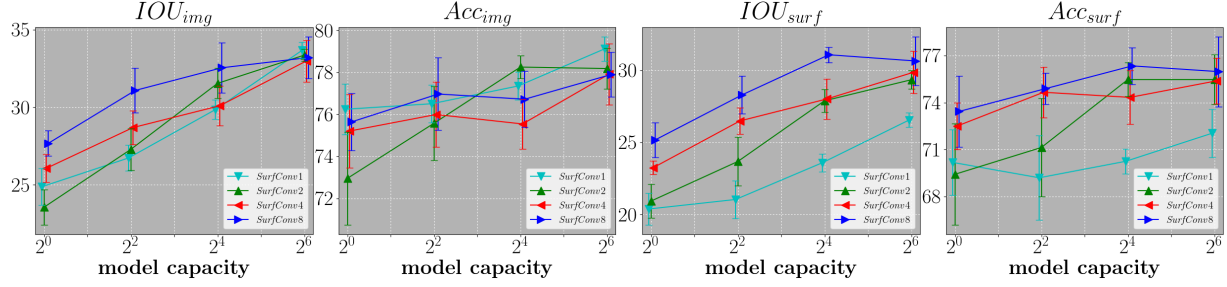 IOU_img
35
30
25
2^0 2^2 2^4 2^6
model capacity
SurfConv1
SurfConv2
SurfConv4
SurfConv8
Acc_img
80
78
76
74
72
2^0 2^2 2^4 2^6
model capacity
SurfConv1
SurfConv2
SurfConv4
SurfConv8
IOU_surf
30
25
20
2^0 2^2 2^4 2^6
model capacity
SurfConv1
SurfConv2
SurfConv4
SurfConv8
Acc_surf
77
74
71
68
2^0 2^2 2^4 2^6
model capacity
SurfConv1
SurfConv2
SurfConv4
SurfConv8